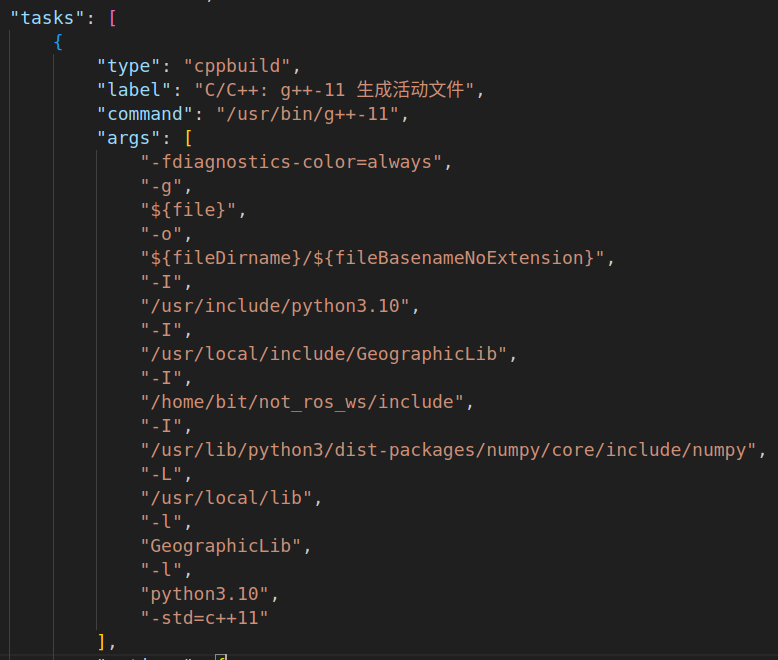 "tasks": [
{
"type": "cppbuild",
"label": "C/C++: g++-11 生成活动文件",
"command": "/usr/bin/g++-11",
"args": [
"-fdiagnostics-color=always",
"-g",
"${file}",
"-o",
"${fileDirname}/${fileBasenameNoExtension}",
"-I",
"/usr/include/python3.10",
"-I",
"/usr/local/include/GeographicLib",
"-I",
"/home/bit/not_ros_ws/include",
"-I",
"/usr/lib/python3/dist-packages/numpy/core/include/numpy",
"-L",
"/usr/local/lib",
"-l",
"GeographicLib",
"-l",
"python3.10",
"-std=c++11"
],